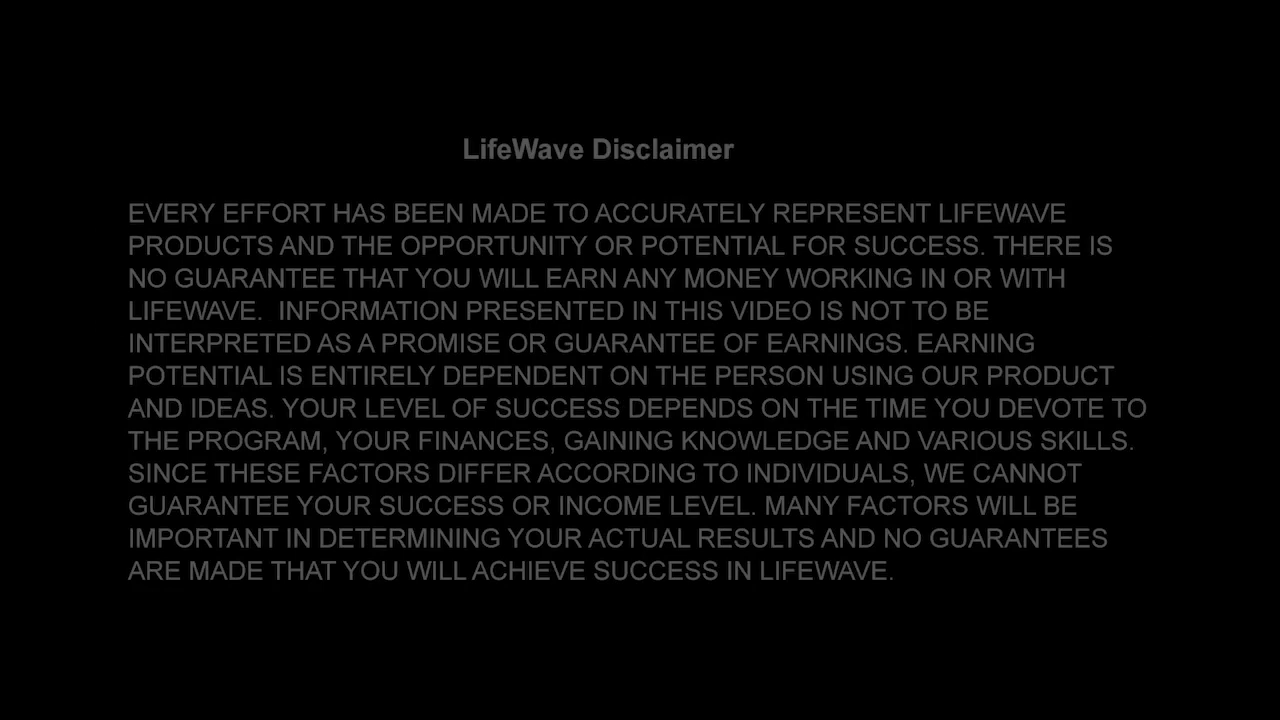 LifeWave Disclaimer
EVERY EFFORT HAS BEEN MADE TO ACCURATELY REPRESENT LIFEWAVE
PRODUCTS AND THE OPPORTUNITY OR POTENTIAL FOR SUCCESS. THERE IS
NO GUARANTEE THAT YOU WILL EARN ANY MONEY WORKING IN OR WITH
LIFEWAVE.  INFORMATION PRESENTED IN THIS VIDEO IS NOT TO BE
INTERPRETED AS A PROMISE OR GUARANTEE OF EARNINGS. EARNING
POTENTIAL IS ENTIRELY DEPENDENT ON THE PERSON USING OUR PRODUCT
AND IDEAS. YOUR LEVEL OF SUCCESS DEPENDS ON THE TIME YOU DEVOTE TO
THE PROGRAM, YOUR FINANCES, GAINING KNOWLEDGE AND VARIOUS SKILLS.
SINCE THESE FACTORS DIFFER ACCORDING TO INDIVIDUALS, WE CANNOT
GUARANTEE YOUR SUCCESS OR INCOME LEVEL. MANY FACTORS WILL BE
IMPORTANT IN DETERMINING YOUR ACTUAL RESULTS AND NO GUARANTEES
ARE MADE THAT YOU WILL ACHIEVE SUCCESS IN LIFEWAVE.